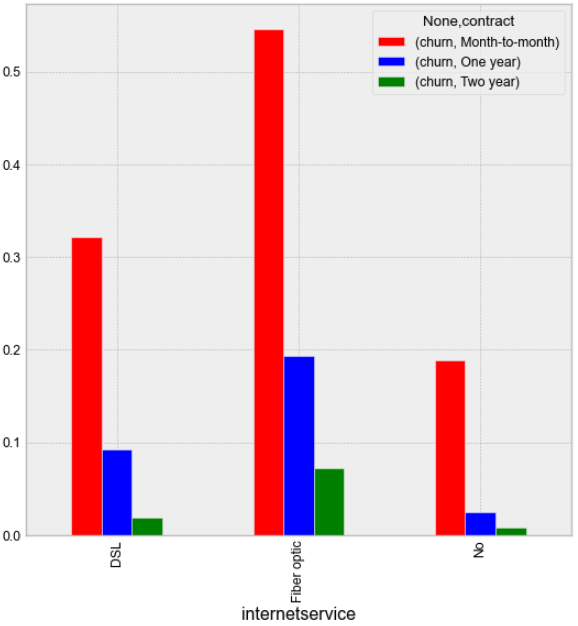 None,contract
(churn, Month-to-month)
(churn, One year)
(churn, Two year)
0.5
0.4
0.3
0.2
0.1
0.0
DSL
Fiber optic
No
internetservice